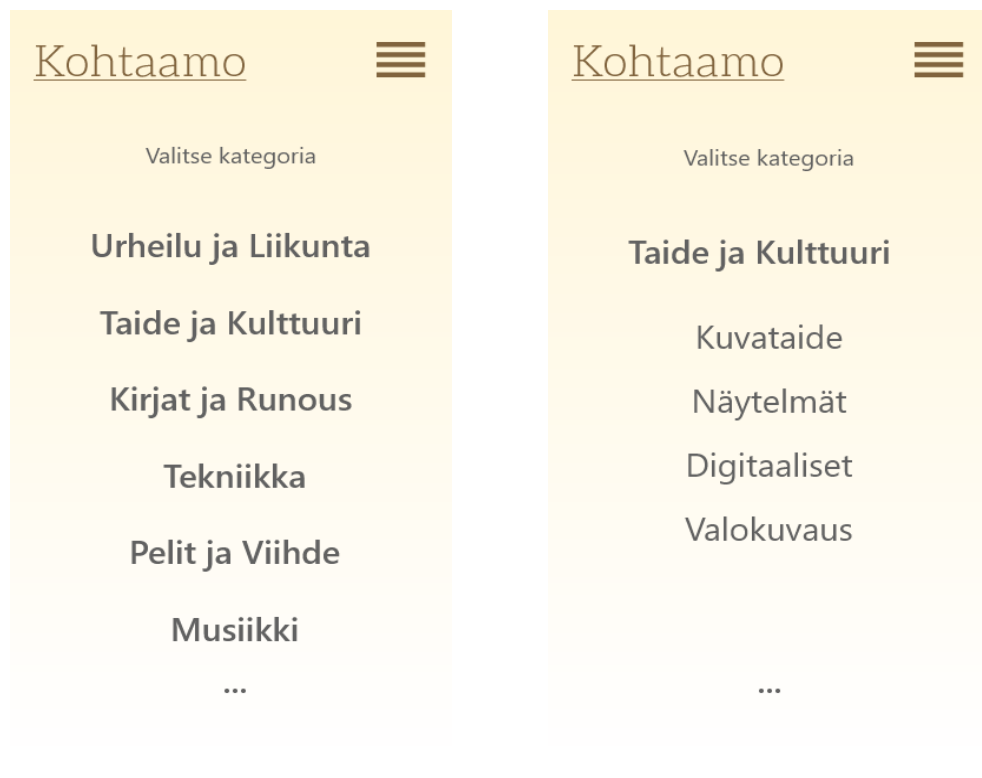 Kohtaamo
Valitse kategoria
Urheilu ja Liikunta
Taide ja Kulttuuri
Kirjat ja Runous
Tekniikka
Pelit ja Viihde
Musiikki
...
Kohtaamo
Valitse kategoria
Taide ja Kulttuuri
Kuvataide
Näytelmät
Digitaaliset
Valokuvaus
...